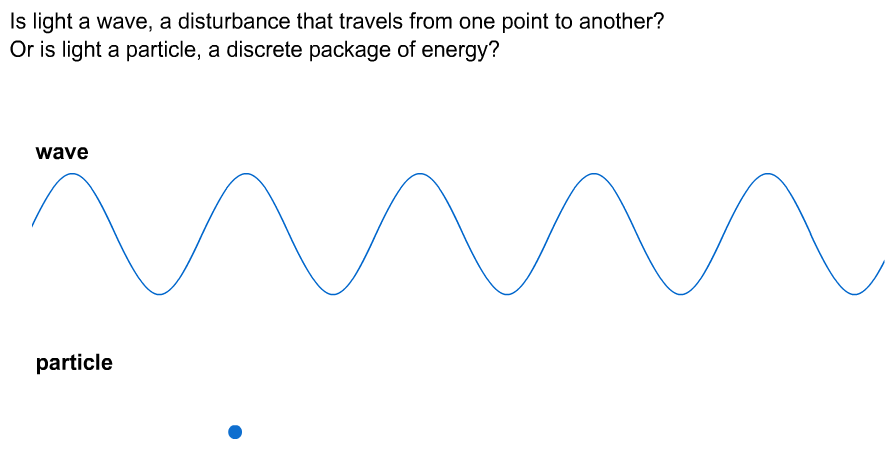 Is light a wave, a disturbance that travels from one point to another?
Or is light a particle, a discrete package of energy?
wave
particle